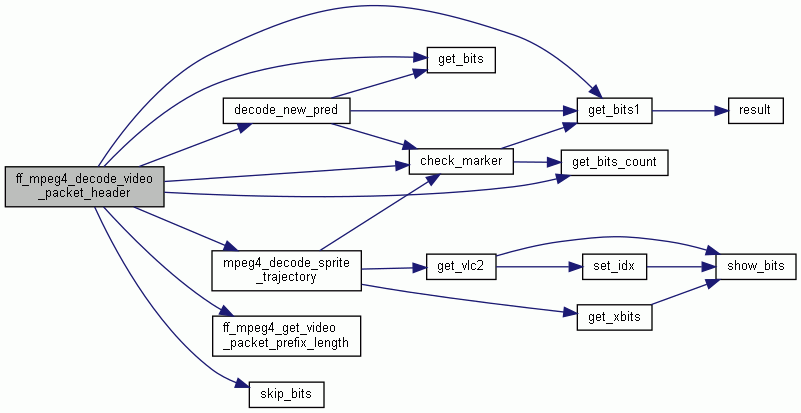 get_bits
decode_new_pred
get_bits1
result
check_marker
get_bits_count
ff_mpeg4_decode_video
_packet_header
mpeg4_decode_sprite
_trajectory
get_vlc2
set_idx
show_bits
get_xbits
ff_mpeg4_get_video
_packet_prefix_length
skip_bits